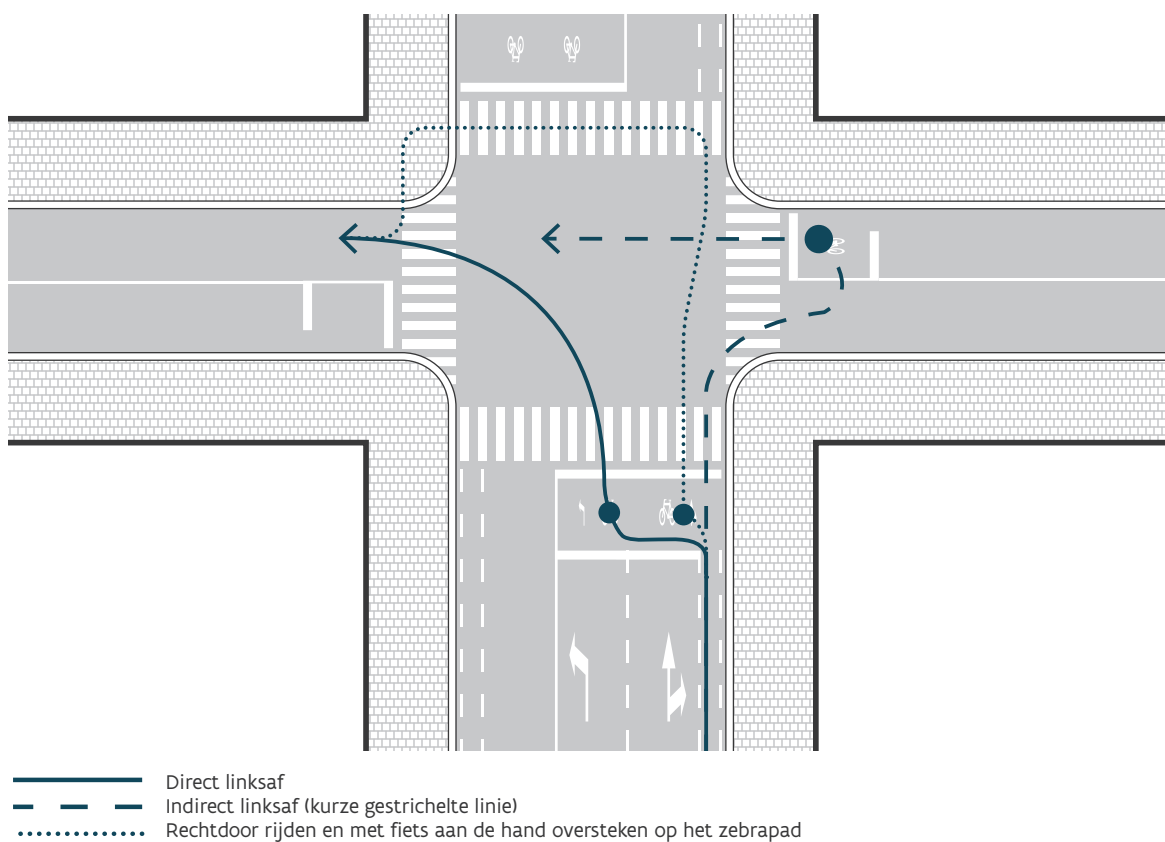 Direct linksaf
Indirect linksaf (kurze gestrichelte linie)
Rechtdoor rijden en met fiets aan de hand oversteken op het zebrapad